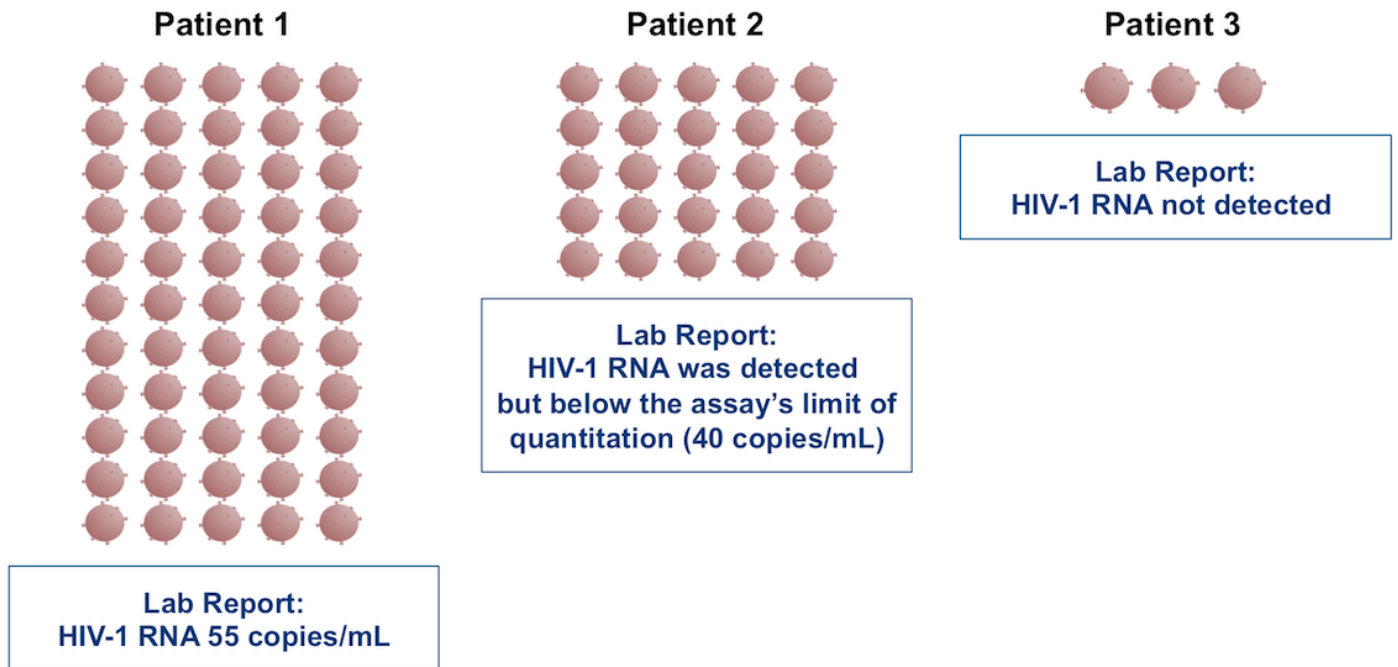 Patient 1
Lab Report:
HIV-1 RNA 55 copies/mL
Patient 2
Lab Report:
HIV-1 RNA was detected
but below the assay’s limit of
quantitation (40 copies/mL)
Patient 3
Lab Report:
HIV-1 RNA not detected